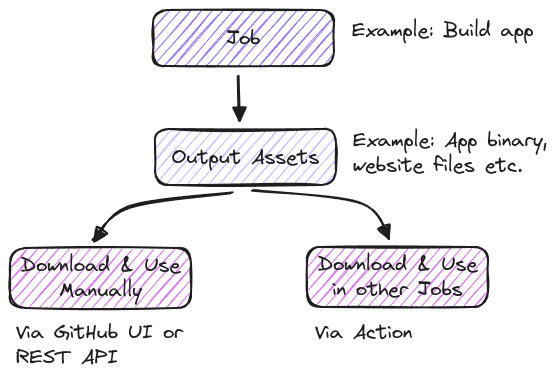 Job
Example: Build app
Output Assets
Example: App binary,
website files etc.
Download & Use
Manually
Download & Use
in other Jobs
Via GitHub UI or
REST API
Via Action